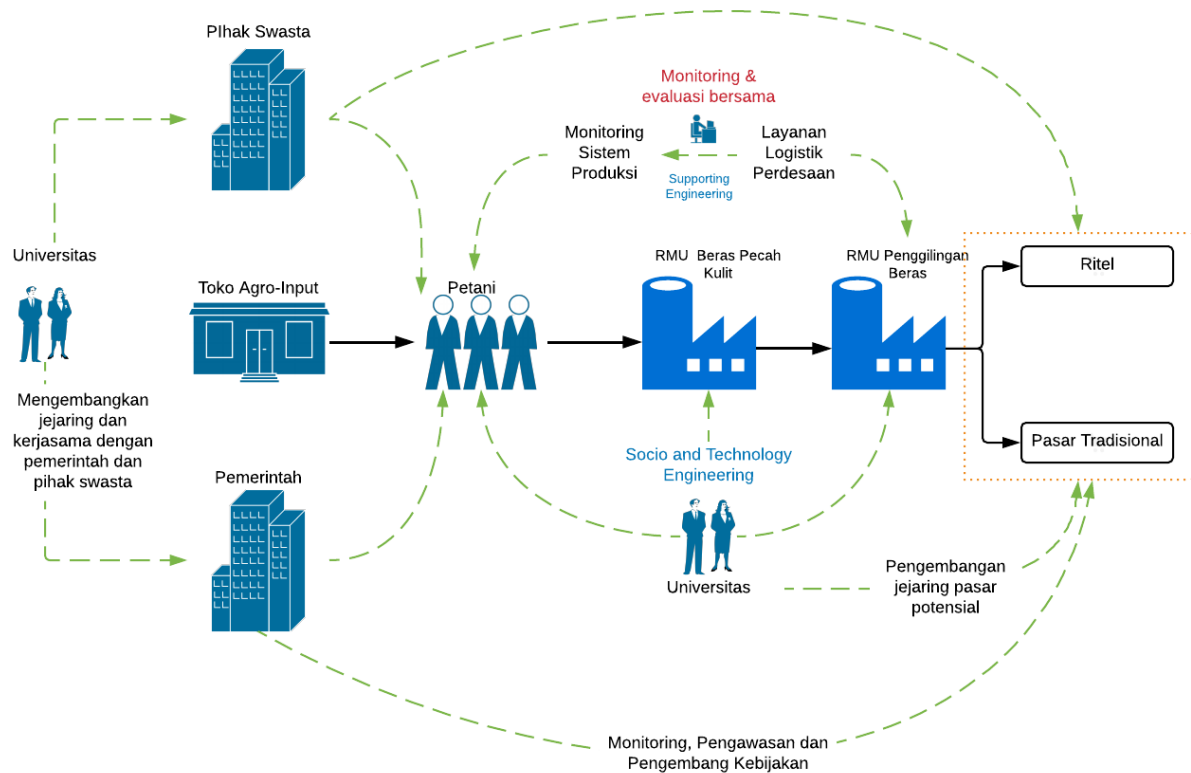 PIhak Swasta
Monitoring &
evaluasi bersama
Monitoring
Sistem
Produksi
Layanan
Logistik
Perdesaan
Supporting
Engineering
Universitas
Toko Agro-Input
Petani
RMU Beras Pecah
Kulit
RMU Penggilingan
Beras
Ritel
Mengembangkan
jejaring dan
kerjasama dengan
pemerintah dan
pihak swasta
Pasar Tradisional
Socio and Technology
Engineering
Pemerintah
Universitas
Pengembangan
jejaring pasar
potensial
Monitoring, Pengawasan dan
Pengembang Kebijakan